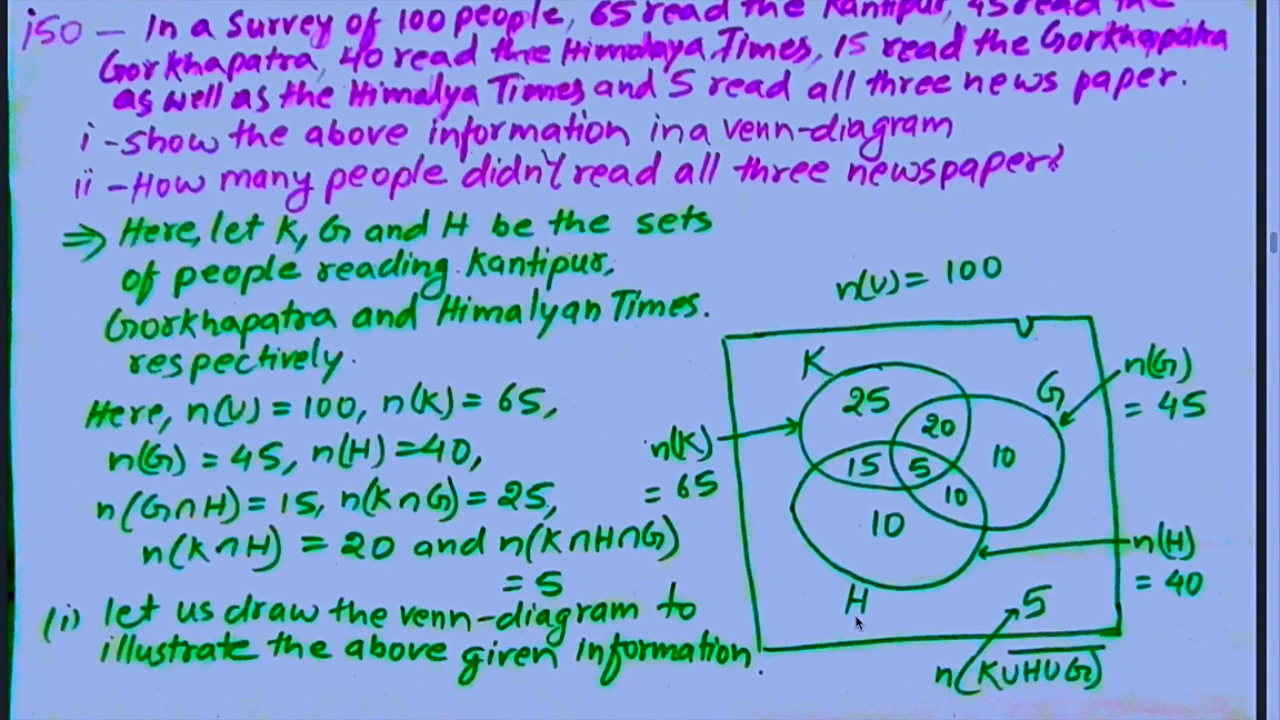 150 - In a survey of 100 people, 65 read the Kantipur, 45 read the
Gorkhapatra, 40 read the Himalaya Times, 15 read the Gorkhapatra
as well as the Himalya Times and 5 read all three news paper.
i - show the above information in a venn-diagram
ii - How many people didn't read all three newspaper?
⇒ Here, let K, G and H be the sets
of people reading Kantipur,
Gorkhapatra and Himalyan Times.
respectively.
Here, n(U) = 100, n(K) = 65,
n(G) = 45, n(H) = 40,
n(G∩H) = 15, n(K∩G) = 25,
n(K∩H) = 20 and n(K∩H∩G)
= 5
(i) let us draw the venn-diagram to
illustrate the above given information.
n(U) = 100
U
K
G
n(G)
= 45
25
20
n(K)
= 65
15
5
10
10
10
n(H)
= 40
H
5
n(K∪H∪G)